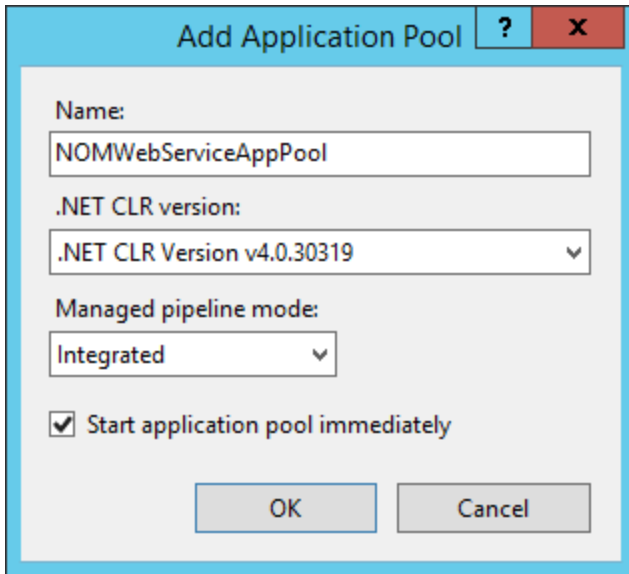 Add Application Pool ? x
Name:
NOMWebServiceAppPool
.NET CLR version:
.NET CLR Version v4.0.30319
Managed pipeline mode:
Integrated
Start application pool immediately
OK Cancel